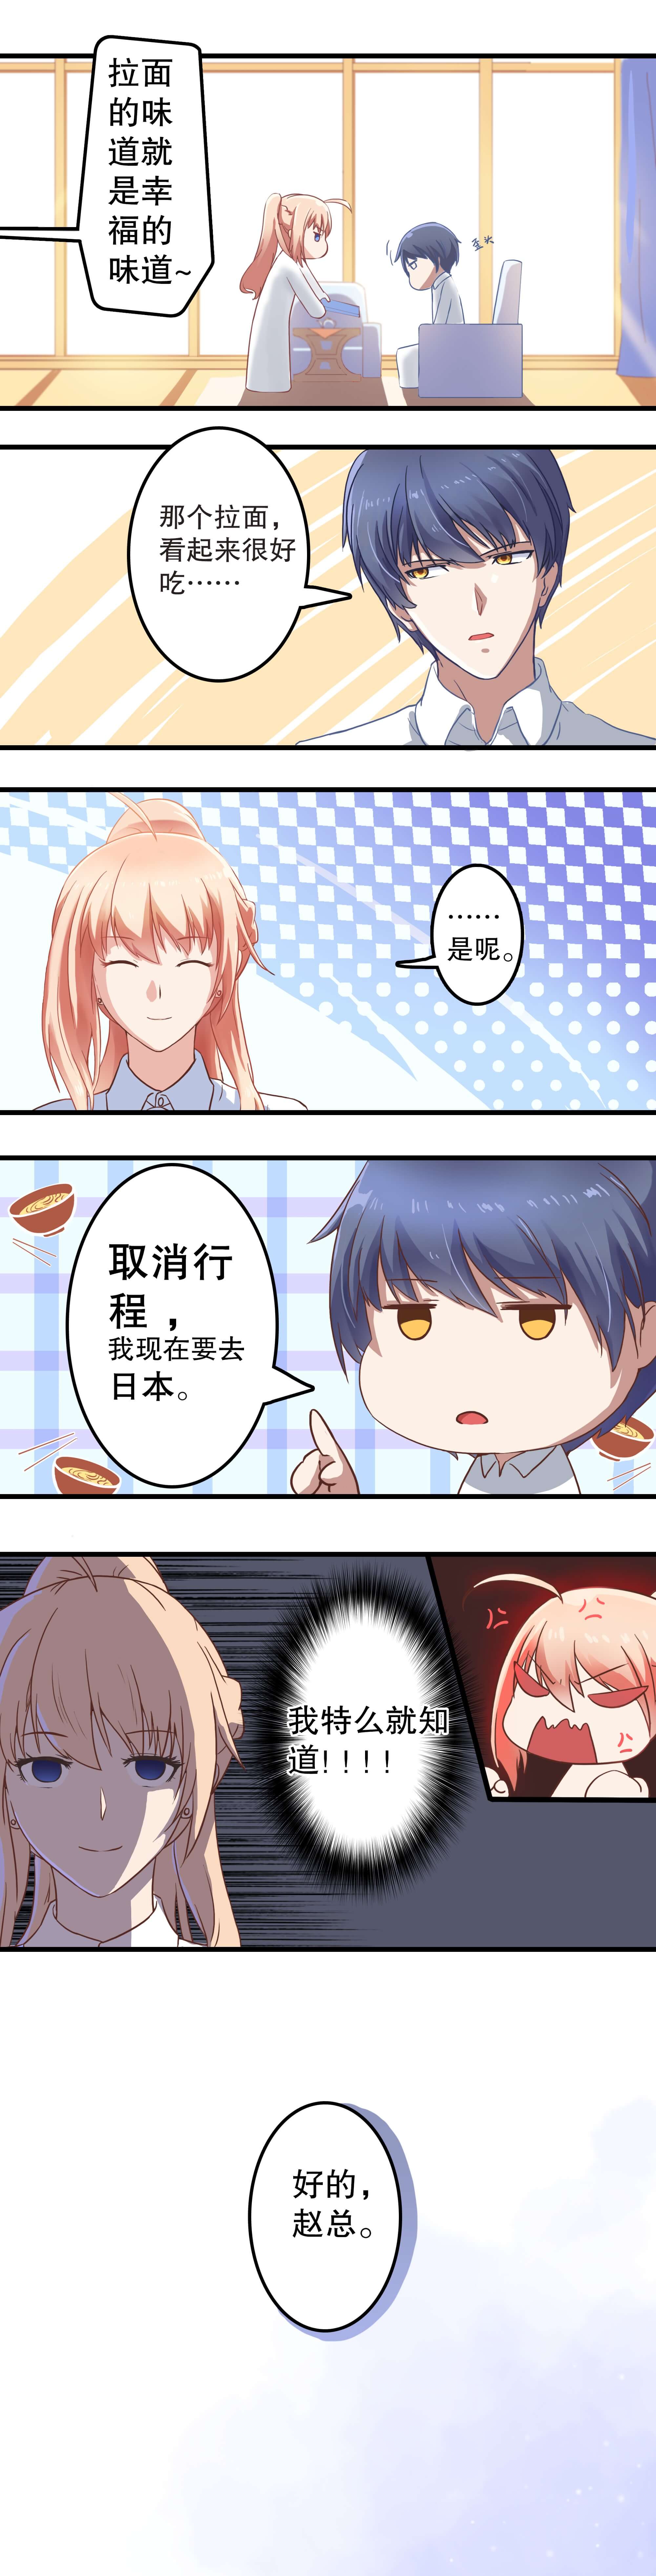 拉面
的味
道就
是幸
福的
味道~
歪头
那个拉面，
看起来很好
吃……
……
是呢。
取消行
程，
我现在要去
日本。
我特么就知
道!!!!
好的，
赵总。